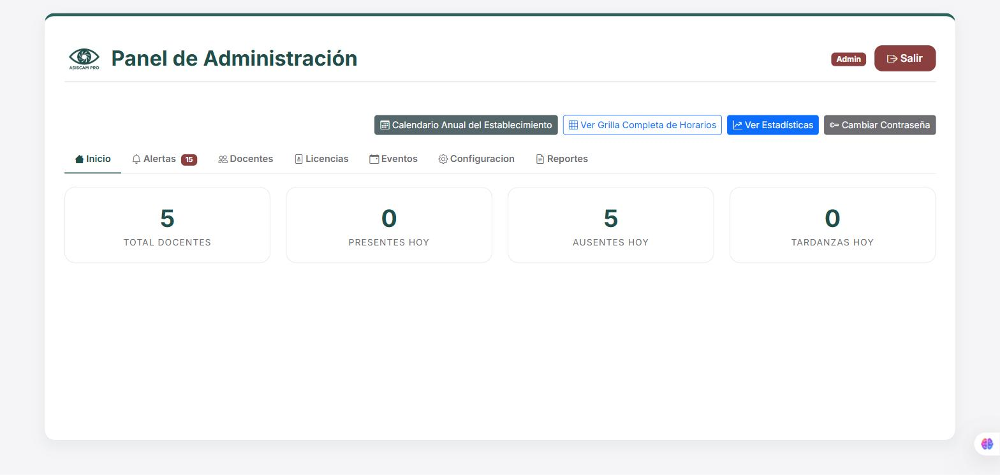 ASISCAM PRO
Panel de Administración
Admin
Salir
Calendario Anual del Establecimiento
Ver Grilla Completa de Horarios
Ver Estadísticas
Cambiar Contraseña
Inicio
Alertas 15
Docentes
Licencias
Eventos
Configuracion
Reportes
5
TOTAL DOCENTES
0
PRESENTES HOY
5
AUSENTES HOY
0
TARDANZAS HOY